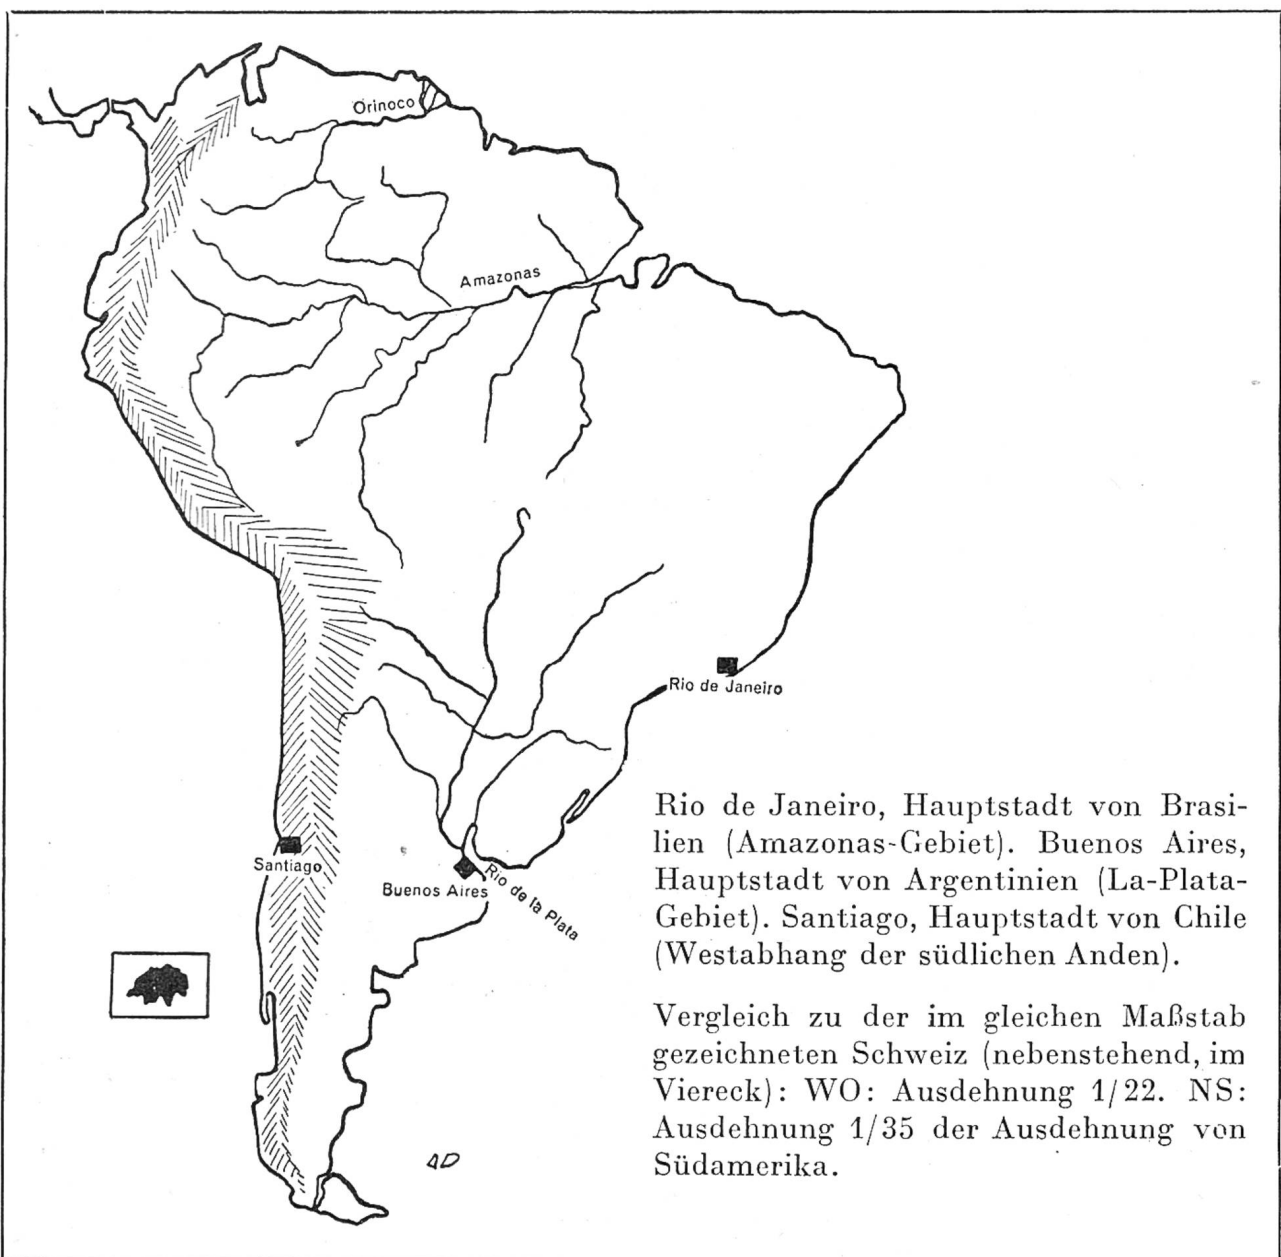 Orinoco
Amazonas
Rio de Janeiro
Santiago
Buenos Aires
Rio de la Plata
Rio de Janeiro, Hauptstadt von Brasi-
lien (Amazonas-Gebiet). Buenos Aires,
Hauptstadt von Argentinien (La-Plata-
Gebiet). Santiago, Hauptstadt von Chile
(Westabhang der südlichen Anden).
Vergleich zu der im gleichen Maßstab
gezeichneten Schweiz (nebenstehend, im
Viereck): WO: Ausdehnung 1/22. NS:
Ausdehnung 1/35 der Ausdehnung von
Südamerika.
AD